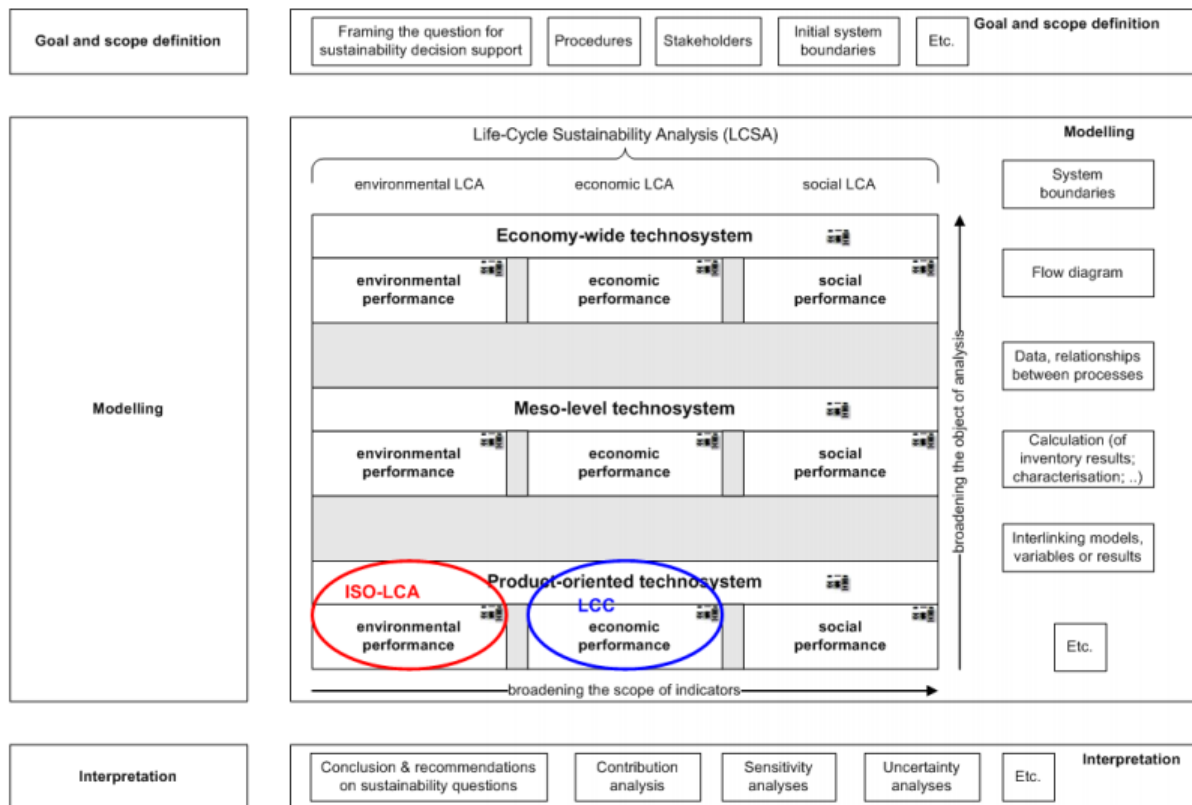 Goal and scope definition
Framing the question for
sustainability decision support
Procedures
Stakeholders
Initial system
boundaries
Etc.
Goal and scope definition
Modelling
Life-Cycle Sustainability Analysis (LCSA)
environmental LCA
economic LCA
social LCA
Economy-wide technosystem
environmental
performance
economic
performance
social
performance
Meso-level technosystem
environmental
performance
economic
performance
social
performance
Product-oriented technosystem
ISO-LCA
environmental
performance
LCC
economic
performance
social
performance
broadening the scope of indicators
broadening the object of analysis
Modelling
System
boundaries
Flow diagram
Data, relationships
between processes
Calculation (of
inventory results;
characterisation; ..)
Interlinking models,
variables or results
Etc.
Interpretation
Conclusion & recommendations
on sustainability questions
Contribution
analysis
Sensitivity
analyses
Uncertainty
analyses
Etc.
Interpretation